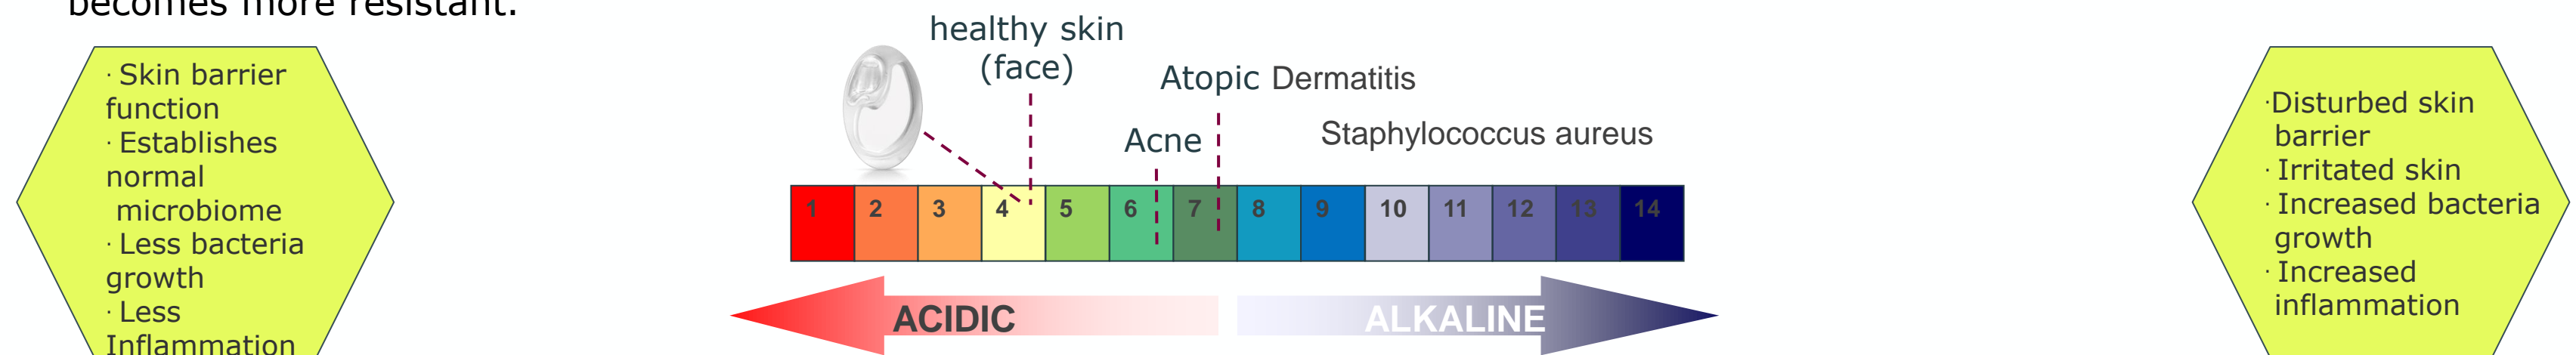 becomes more resistant.
· Skin barrier
function
· Establishes
normal
microbiome
· Less bacteria
growth
· Less
Inflammation
healthy skin
(face)
Atopic Dermatitis
Acne
Staphylococcus aureus
1 2 3 4 5 6 7 8 9 10 11 12 13 14
ACIDIC
ALKALINE
·Disturbed skin
barrier
· Irritated skin
· Increased bacteria
growth
· Increased
inflammation